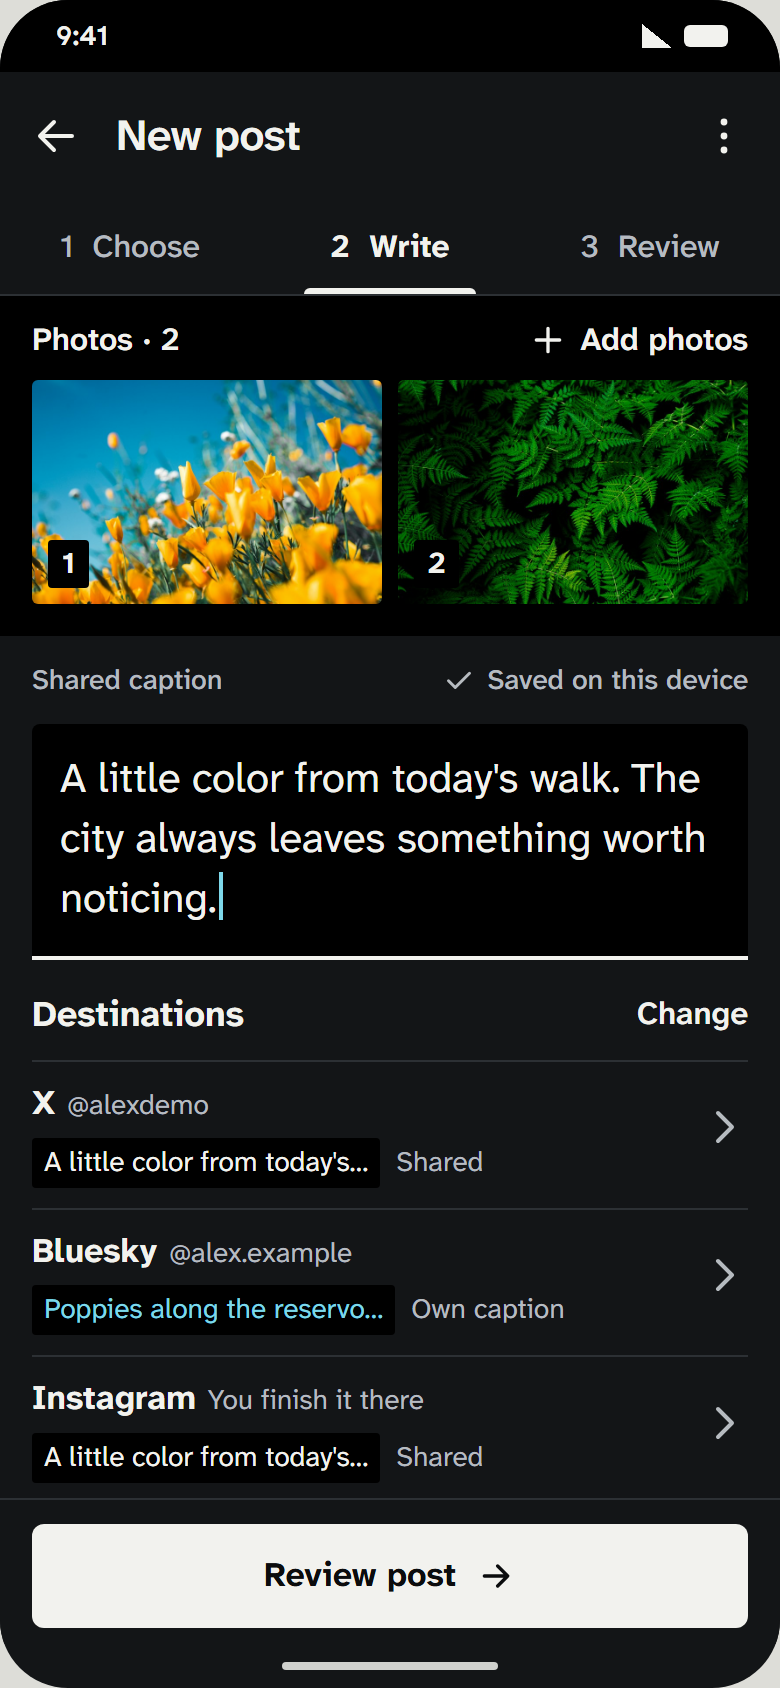 9:41
New post
1 Choose
2 Write
3 Review
Photos · 2
Add photos
1
2
Shared caption
Saved on this device
A little color from today's walk. The
city always leaves something worth
noticing.
Destinations
Change
X @alexdemo
A little color from today's... Shared
Bluesky @alex.example
Poppies along the reservo... Own caption
Instagram You finish it there
A little color from today's... Shared
Review post